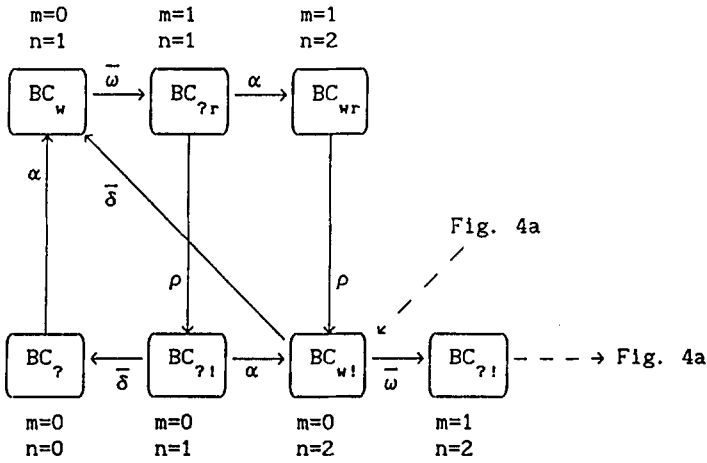 m=0 m=1 m=1
n=1 n=1 n=2
BC_w ω̅ BC_?r α BC_wr
α δ̅ Fig. 4a
ρ ρ
BC_? δ̅ BC_?! α BC_w! ω̅ BC_?! Fig. 4a
m=0 m=0 m=0 m=1
n=0 n=1 n=2 n=2